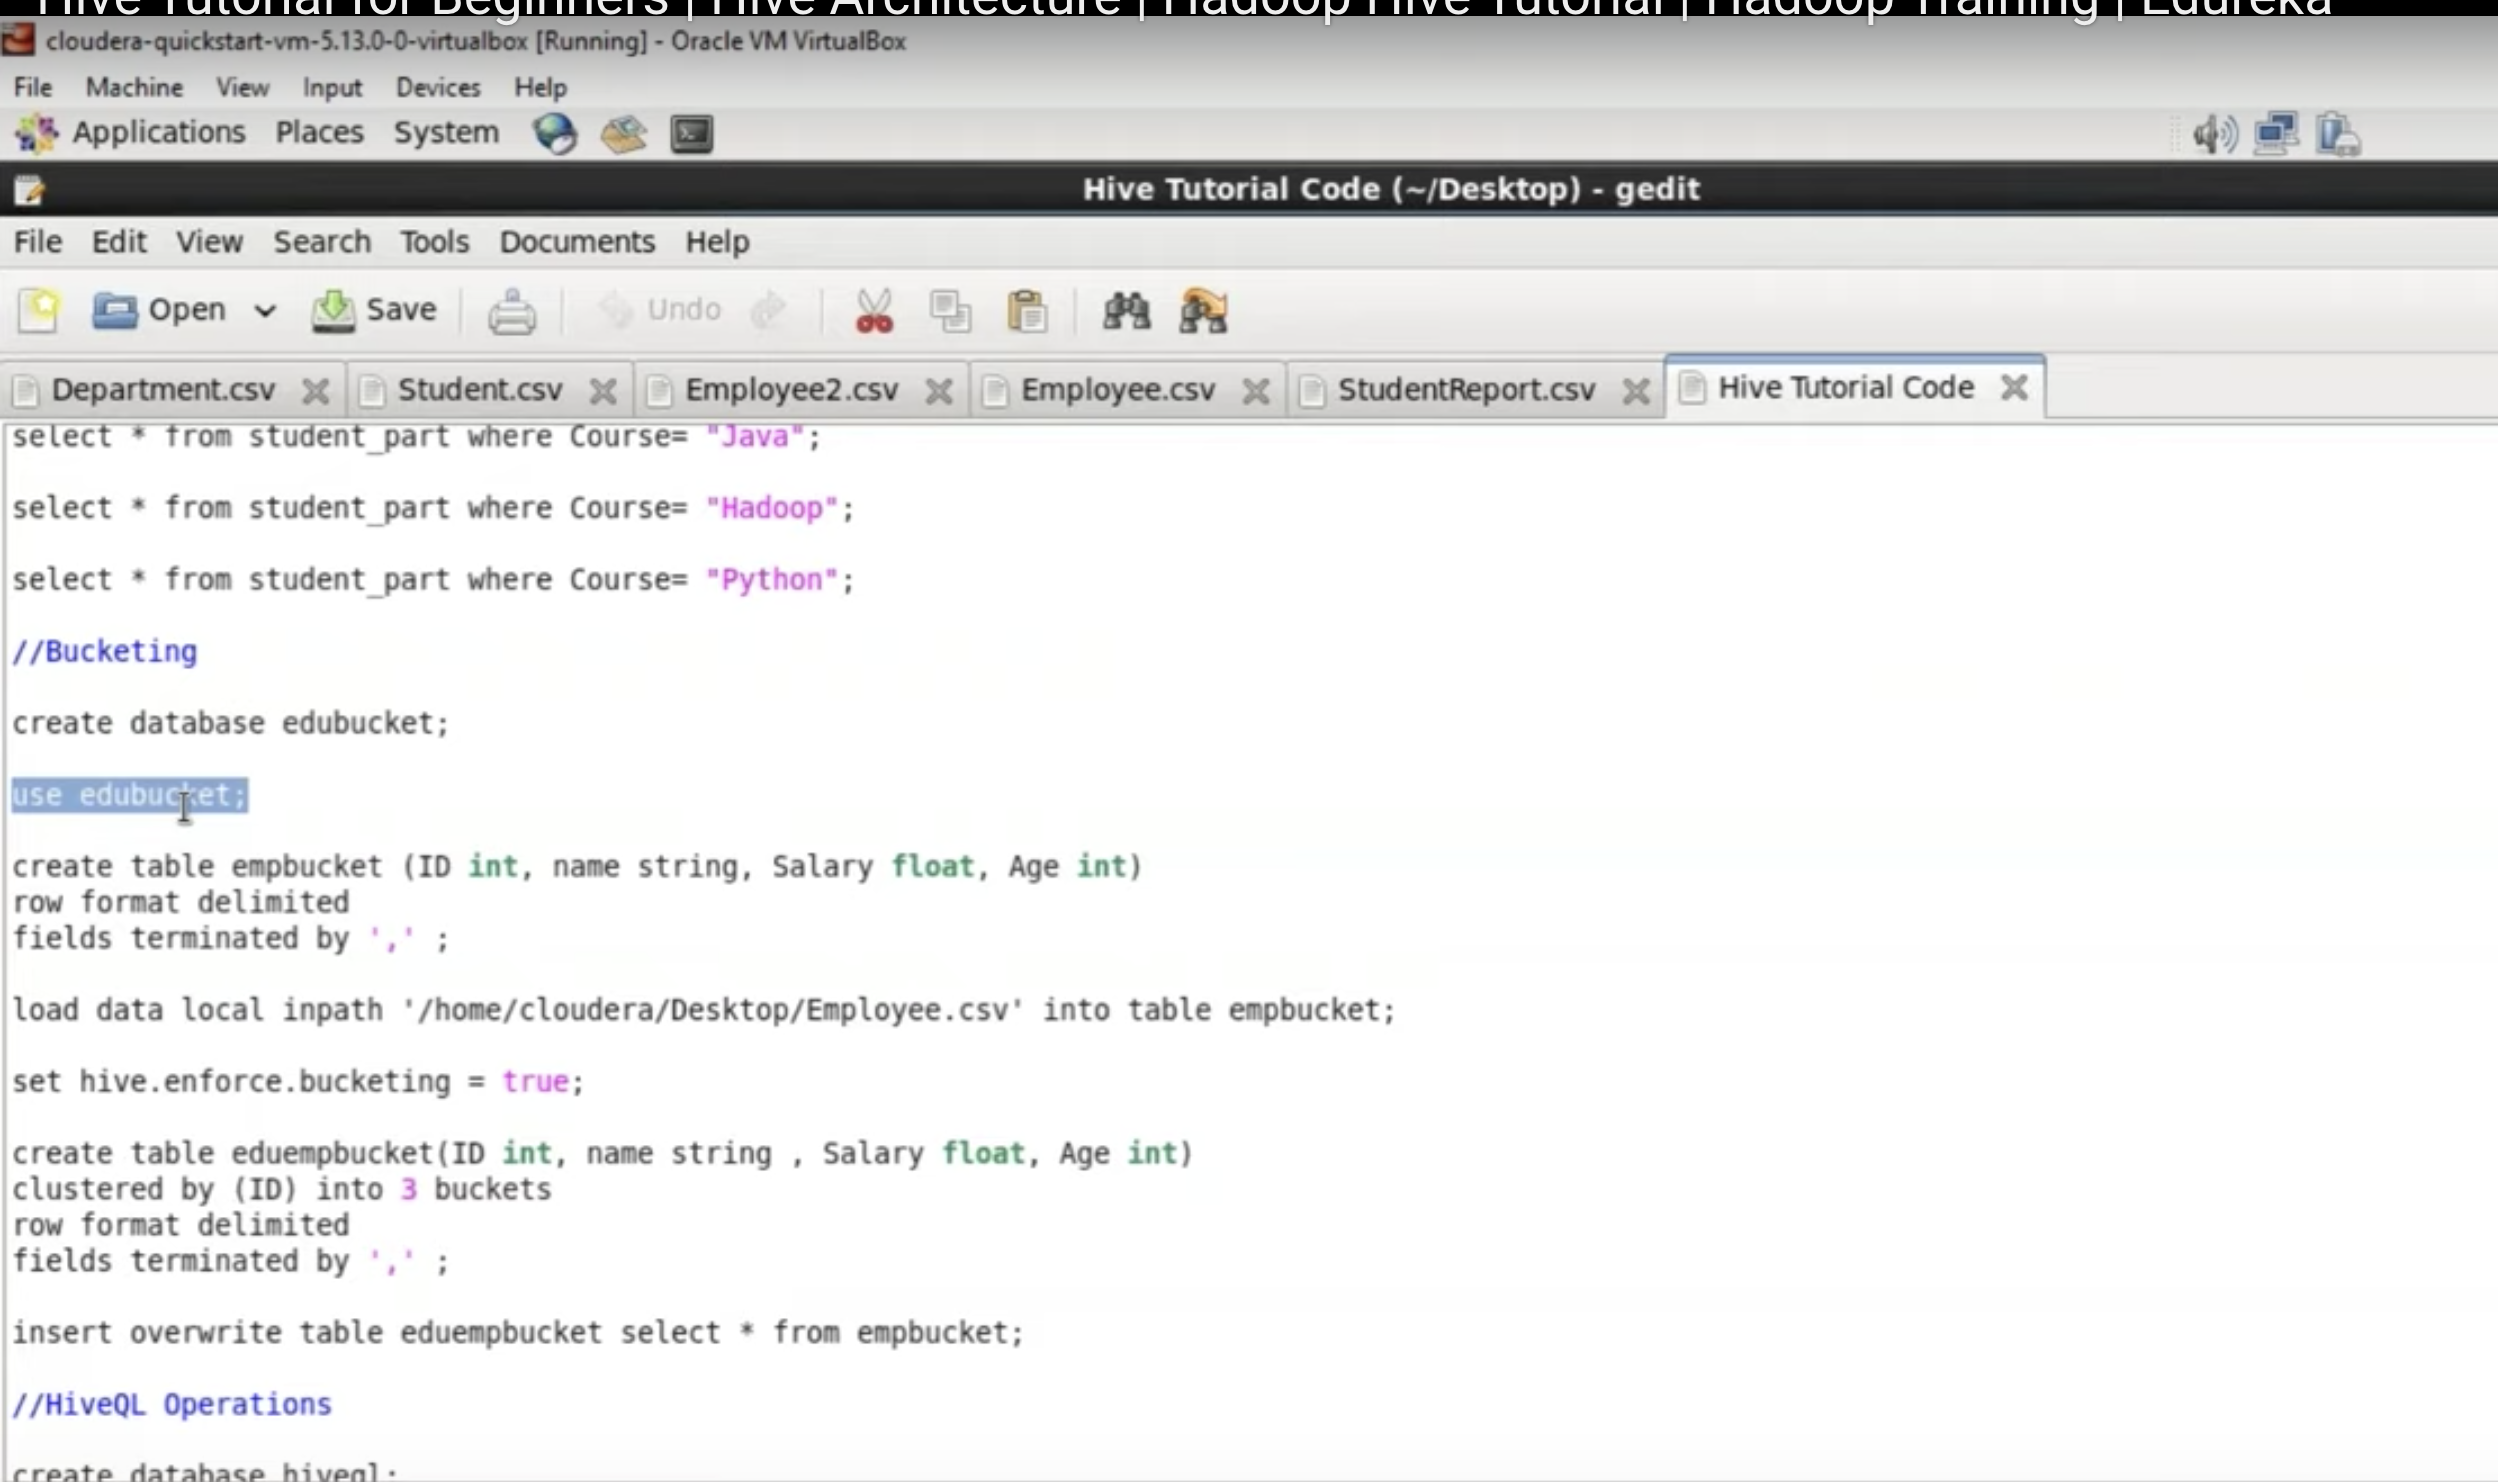 Hive Tutorial for Beginners | Hive Architecture | Hadoop Hive Tutorial | Hadoop Training | Edureka
cloudera-quickstart-vm-5.13.0-0-virtualbox [Running] - Oracle VM VirtualBox
File Machine View Input Devices Help
Applications Places System
Hive Tutorial Code (~/Desktop) - gedit
File Edit View Search Tools Documents Help
Open Save Undo
Department.csv Student.csv Employee2.csv Employee.csv StudentReport.csv Hive Tutorial Code
select * from student_part where Course= "Java";
select * from student_part where Course= "Hadoop";
select * from student_part where Course= "Python";
//Bucketing
create database edubucket;
use edubucket;
create table empbucket (ID int, name string, Salary float, Age int)
row format delimited
fields terminated by ',' ;
load data local inpath '/home/cloudera/Desktop/Employee.csv' into table empbucket;
set hive.enforce.bucketing = true;
create table eduempbucket(ID int, name string , Salary float, Age int)
clustered by (ID) into 3 buckets
row format delimited
fields terminated by ',' ;
insert overwrite table eduempbucket select * from empbucket;
//HiveQL Operations
create database hiveql;